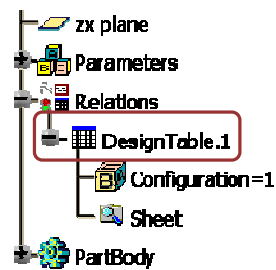 zx plane
Parameters
Relations
DesignTable.1
Configuration=1
Sheet
PartBody